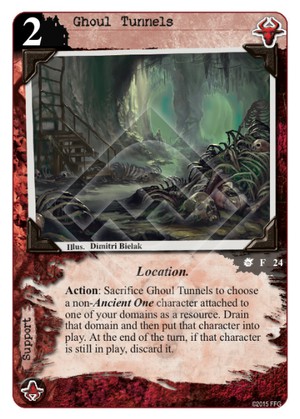 2
Ghoul Tunnels
Illus. Dimitri Bielak
F 24
Location.
Action: Sacrifice Ghoul Tunnels to choose
a non-Ancient One character attached to
one of your domains as a resource. Drain
that domain and then put that character into
play. At the end of the turn, if that character
is still in play, discard it.
Support
©2015 FFG